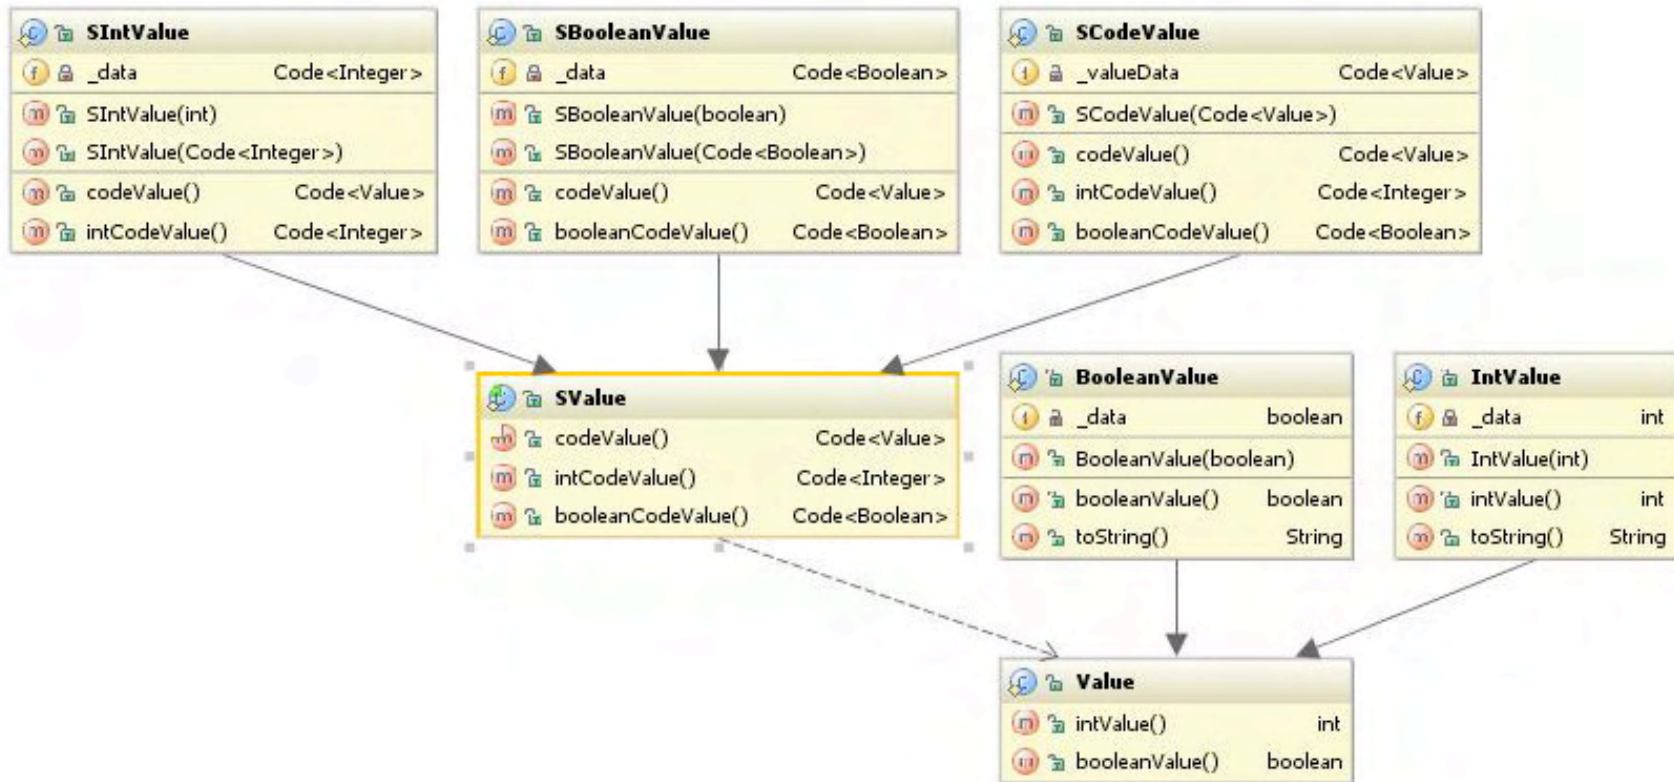 SIntValue
_data Code<Integer>
SIntValue(int)
SIntValue(Code<Integer>)
codeValue() Code<Value>
intCodeValue() Code<Integer>
SBooleanValue
_data Code<Boolean>
SBooleanValue(boolean)
SBooleanValue(Code<Boolean>)
codeValue() Code<Value>
booleanCodeValue() Code<Boolean>
SCodeValue
_valueData Code<Value>
SCodeValue(Code<Value>)
codeValue() Code<Value>
intCodeValue() Code<Integer>
booleanCodeValue() Code<Boolean>
SValue
codeValue() Code<Value>
intCodeValue() Code<Integer>
booleanCodeValue() Code<Boolean>
BooleanValue
_data boolean
BooleanValue(boolean)
booleanValue() boolean
toString() String
IntValue
_data int
IntValue(int)
intValue() int
toString() String
Value
intValue() int
booleanValue() boolean